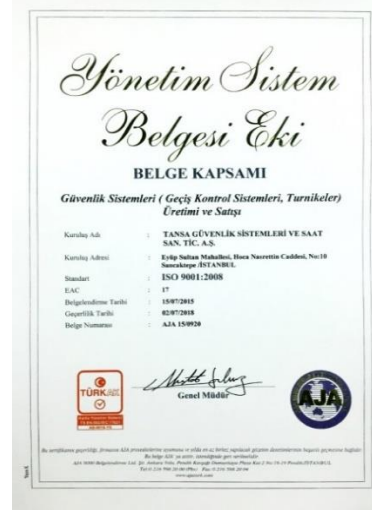 Yönetim Sistem
Belgesi Eki
BELGE KAPSAMI
Güvenlik Sistemleri ( Geçiş Kontrol Sistemleri, Turnikeler)
Üretimi ve Satışı
Kuruluş Adı : TANSA GÜVENLİK SİSTEMLERİ VE SAAT
SAN. TİC. A.Ş.
Kuruluş Adresi : Eyüp Sultan Mahallesi, Hoca Nasrettin Caddesi, No:10
Sancaktepe /İSTANBUL
Standart : ISO 9001:2008
EAC : 17
Belgelendirme Tarihi : 15/07/2015
Geçerlilik Tarihi : 02/07/2018
Belge Numarası : AJA 15/0920
Genel Müdür
TÜRKAK
AJA